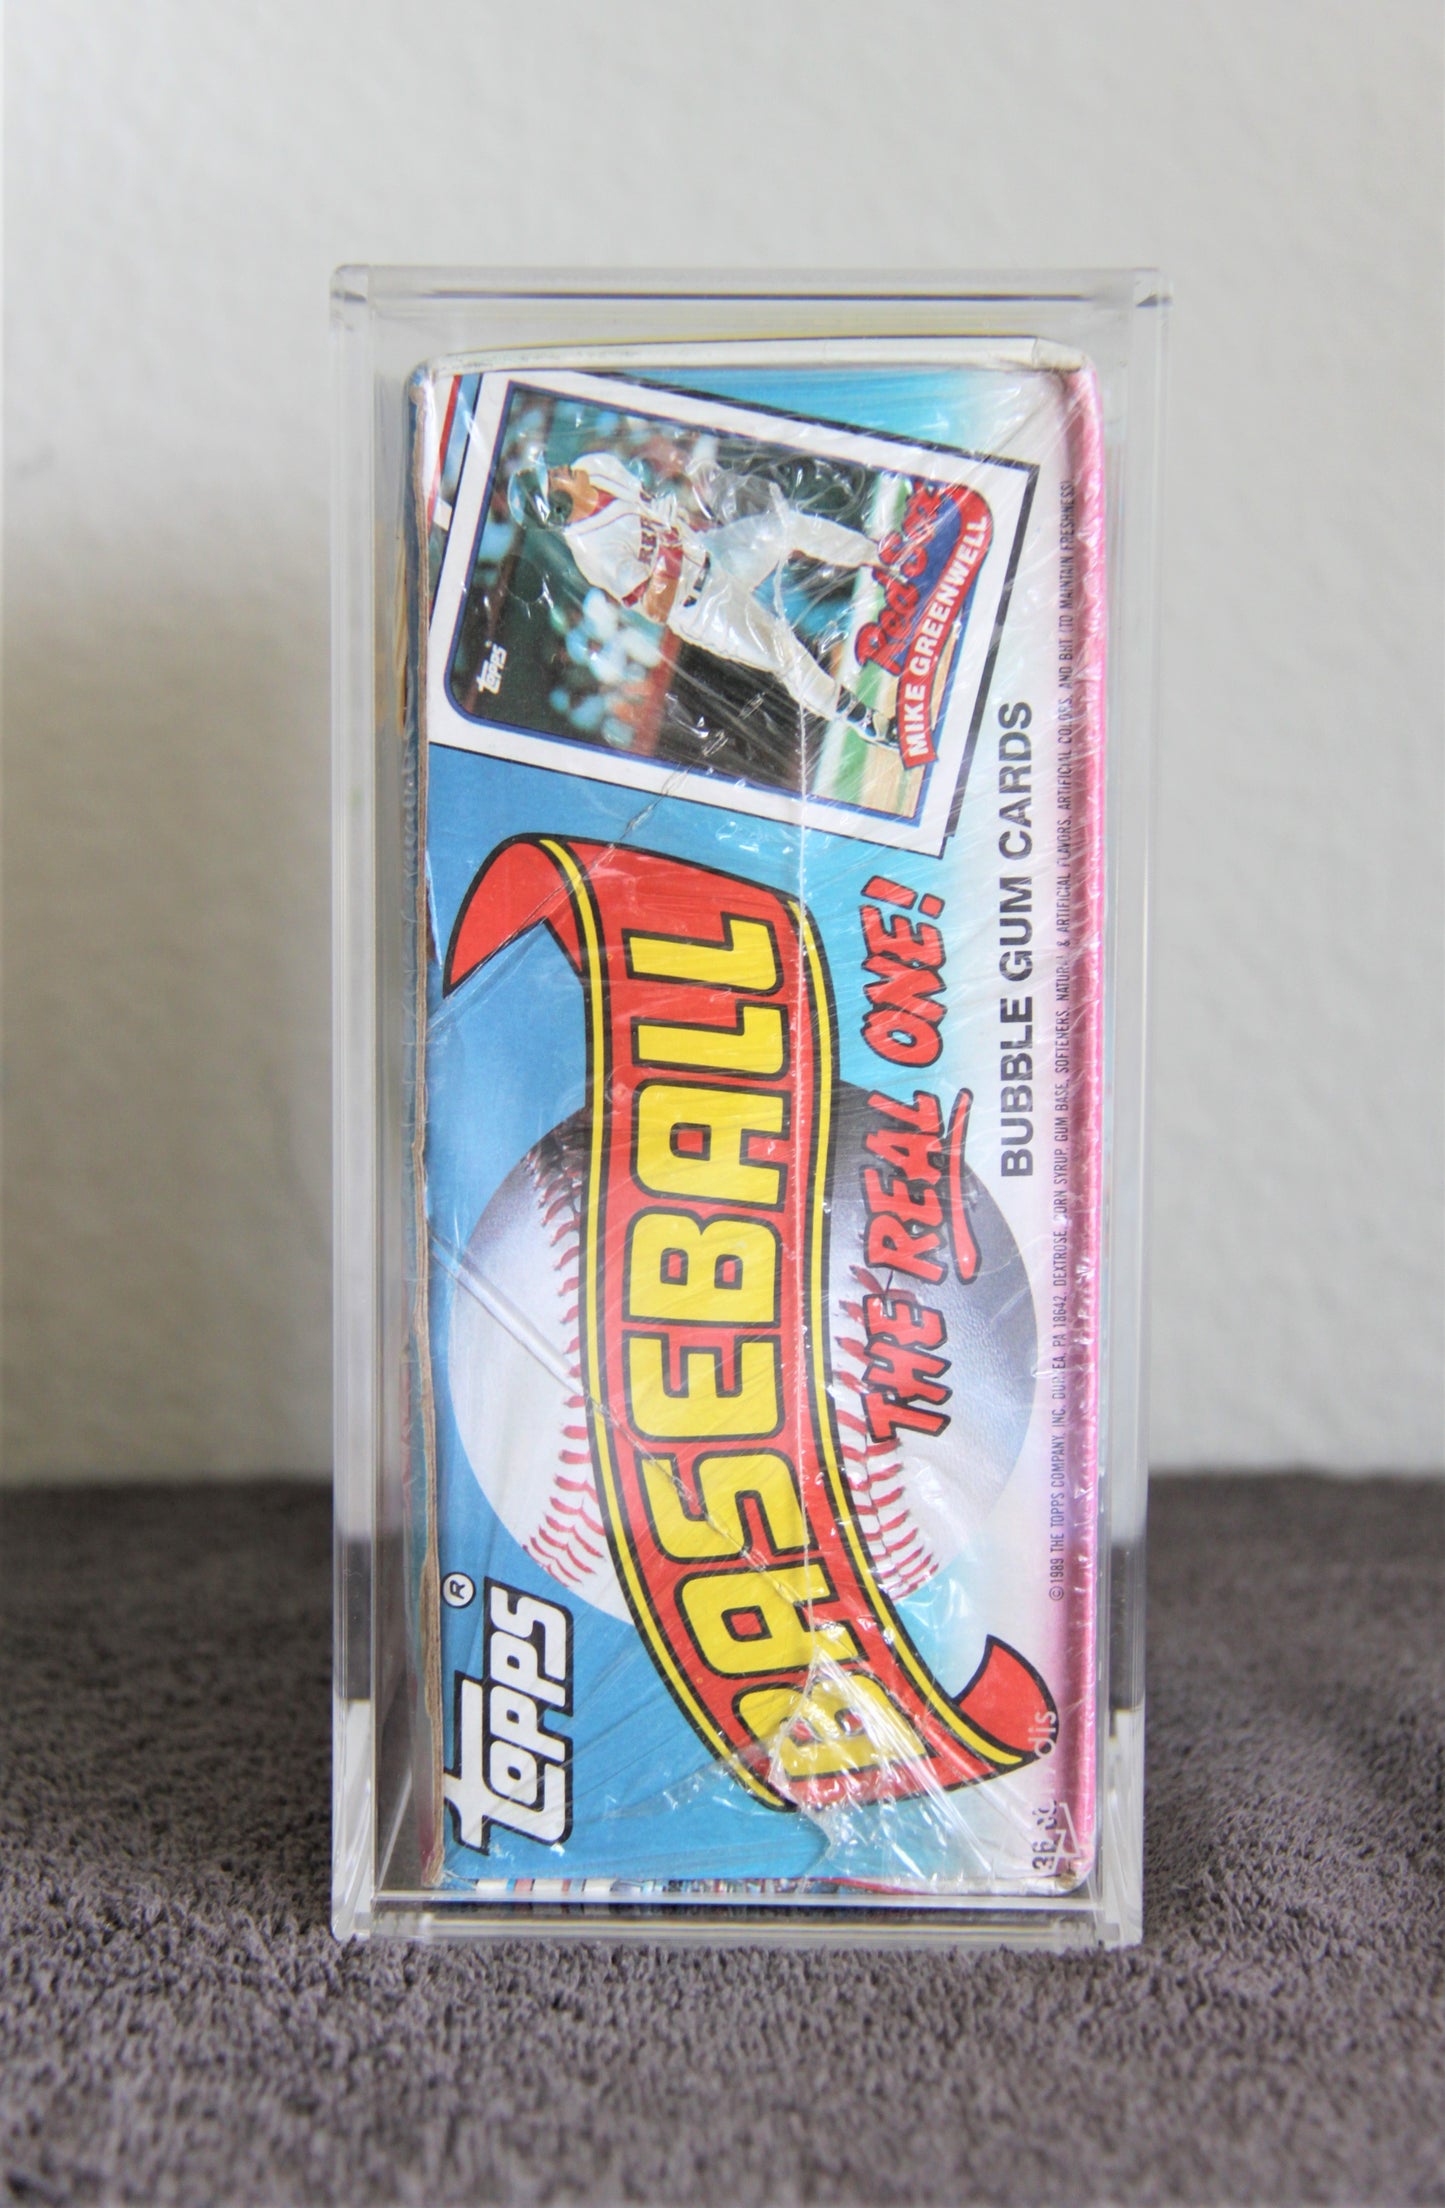 Topps®
BASEBALL
THE REAL ONE!
BUBBLE GUM CARDS
©1989 THE TOPPS COMPANY, INC. DURYEA, PA 18642. DEXTROSE, CORN SYRUP, GUM BASE, SOFTENERS, NATURAL & ARTIFICIAL FLAVORS, ARTIFICIAL COLORS, AND BHT (TO MAINTAIN FRESHNESS)
TOPPS
Red Sox
MIKE GREENWELL